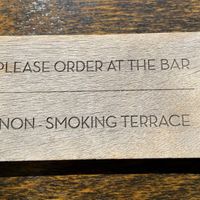 PLEASE ORDER AT THE BAR
NON - SMOKING TERRACE